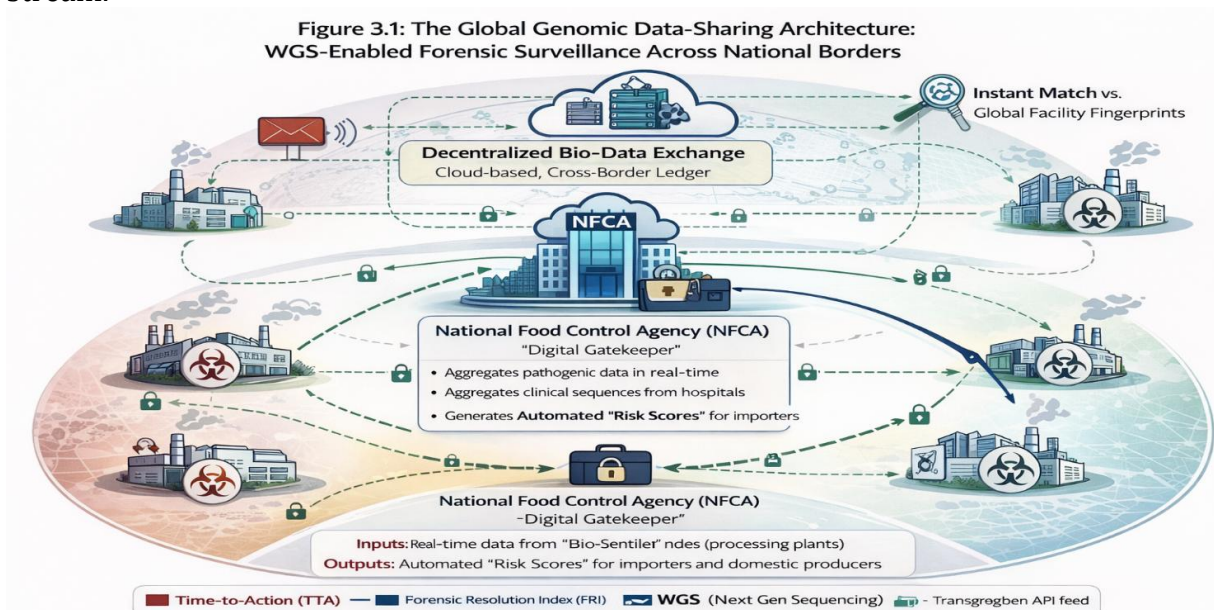 stream.
Figure 3.1: The Global Genomic Data-Sharing Architecture:
WGS-Enabled Forensic Surveillance Across National Borders
Instant Match vs.
Global Facility Fingerprints
Decentralized Bio-Data Exchange
Cloud-based, Cross-Border Ledger
NFCA
National Food Control Agency (NFCA)
"Digital Gatekeeper"
• Aggregates pathogenic data in real-time
• Aggregates clinical sequences from hospitals
• Generates Automated "Risk Scores" for importers
National Food Control Agency (NFCA)
-Digital Gatekeeper"
Inputs: Real-time data from "Bio-Sentiler" ndes (processing plants)
Outputs: Automated "Risk Scores" for importers and domestic producers
Time-to-Action (TTA) Forensic Resolution Index (FRI) WGS (Next Gen Sequencing) - Transgregben API feed